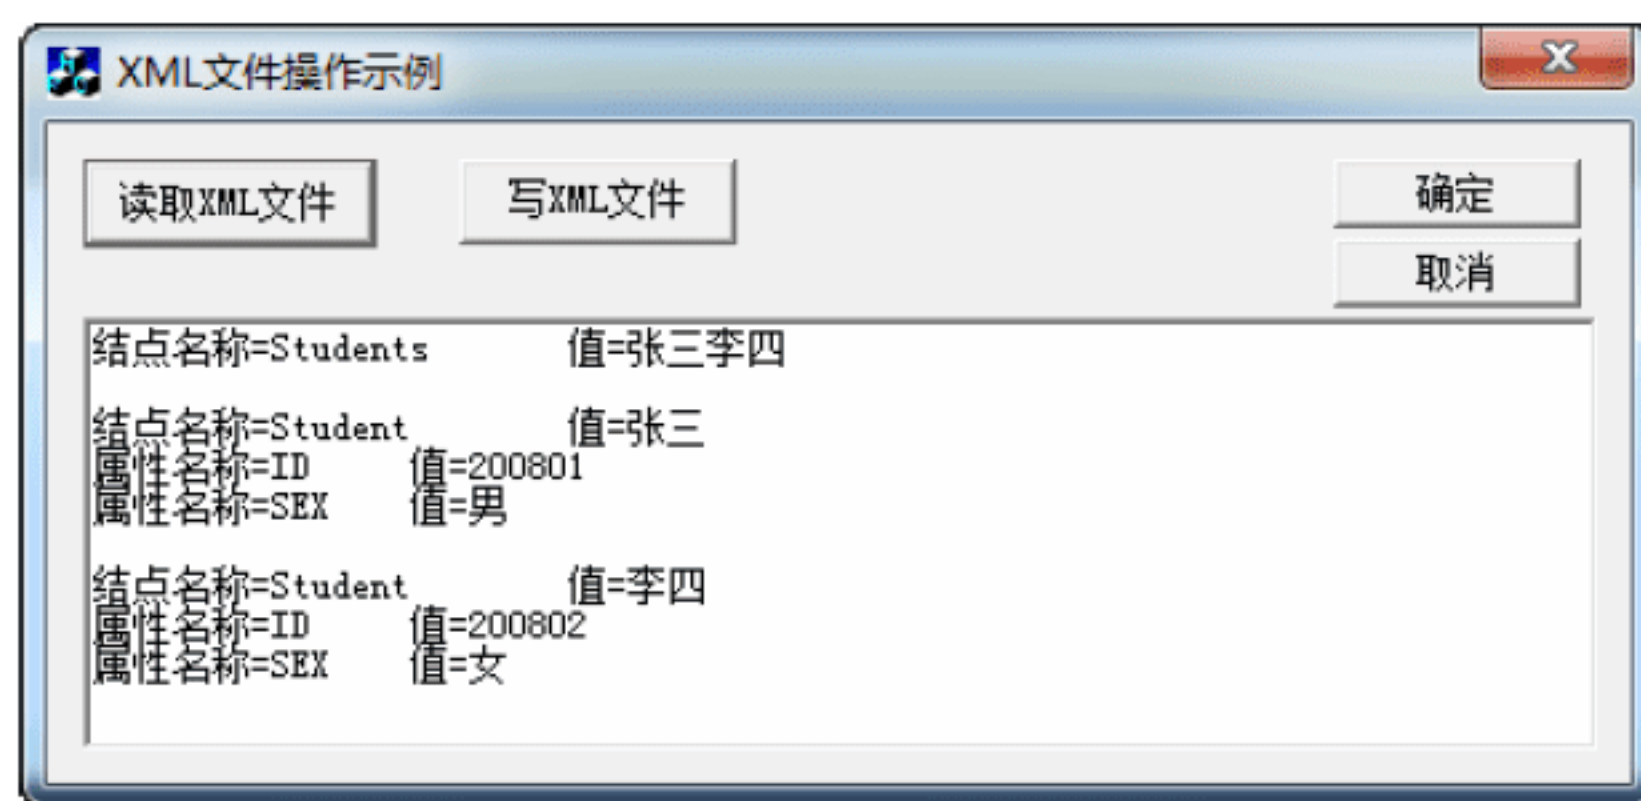 XML文件操作示例
读取XML文件 写XML文件 确定
取消
结点名称=Students 值=张三李四
结点名称=Student 值=张三
属性名称=ID 值=200801
属性名称=SEX 值=男
结点名称=Student 值=李四
属性名称=ID 值=200802
属性名称=SEX 值=女